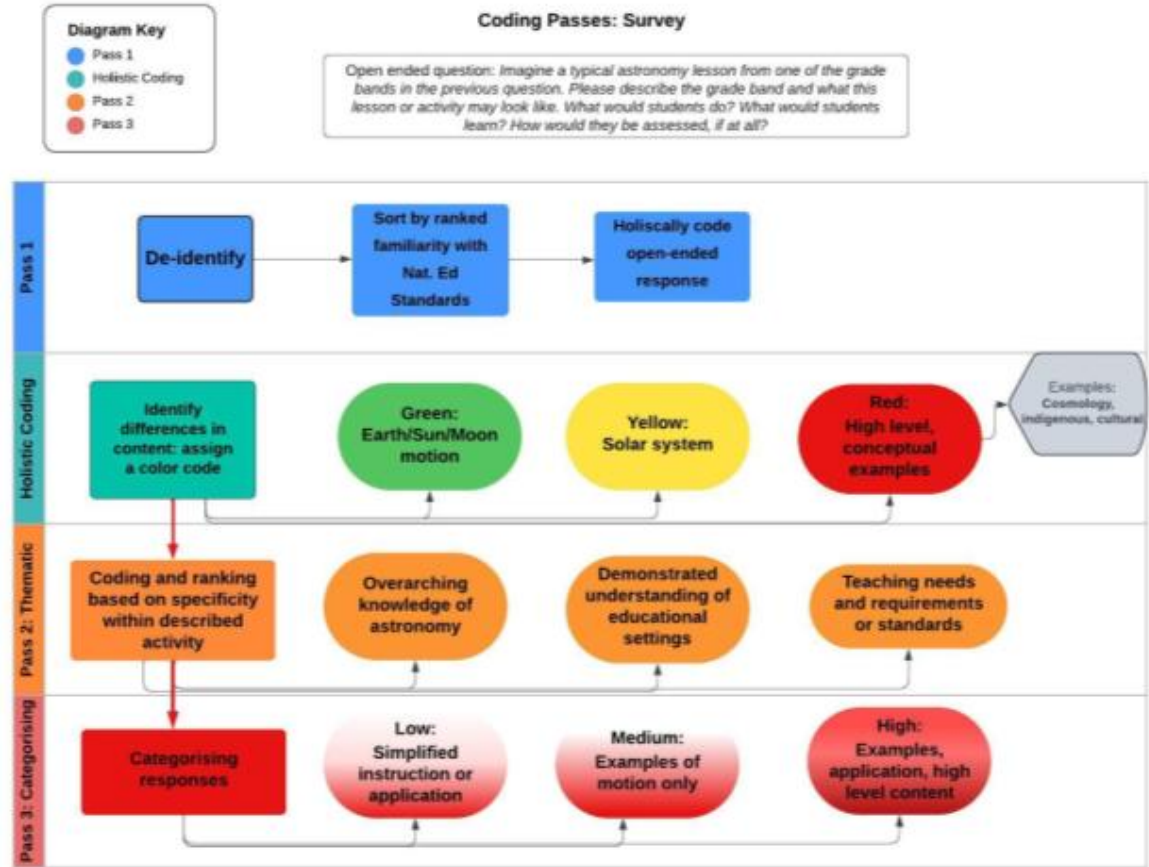 Diagram Key
Pass 1
Holistic Coding
Pass 2
Pass 3
Coding Passes: Survey
Open ended question: Imagine a typical astronomy lesson from one of the grade
bands in the previous question. Please describe the grade band and what this
lesson or activity may look like. What would students do? What would students
learn? How would they be assessed, if at all?
Pass 1
De-identify
Sort by ranked
familiarity with
Nat. Ed
Standards
Holiscally code
open-ended
response
Holistic Coding
Identify
differences in
content: assign
a color code
Green:
Earth/Sun/Moon
motion
Yellow:
Solar system
Red:
High level,
conceptual
examples
Examples:
Cosmology,
indigenous, cultural
Pass 2: Thematic
Coding and ranking
based on specificity
within described
activity
Overarching
knowledge of
astronomy
Demonstrated
understanding of
educational
settings
Teaching needs
and requirements
or standards
Pass 3: Categorising
Categorising
responses
Low:
Simplified
instruction or
application
Medium:
Examples of
motion only
High:
Examples,
application, high
level content